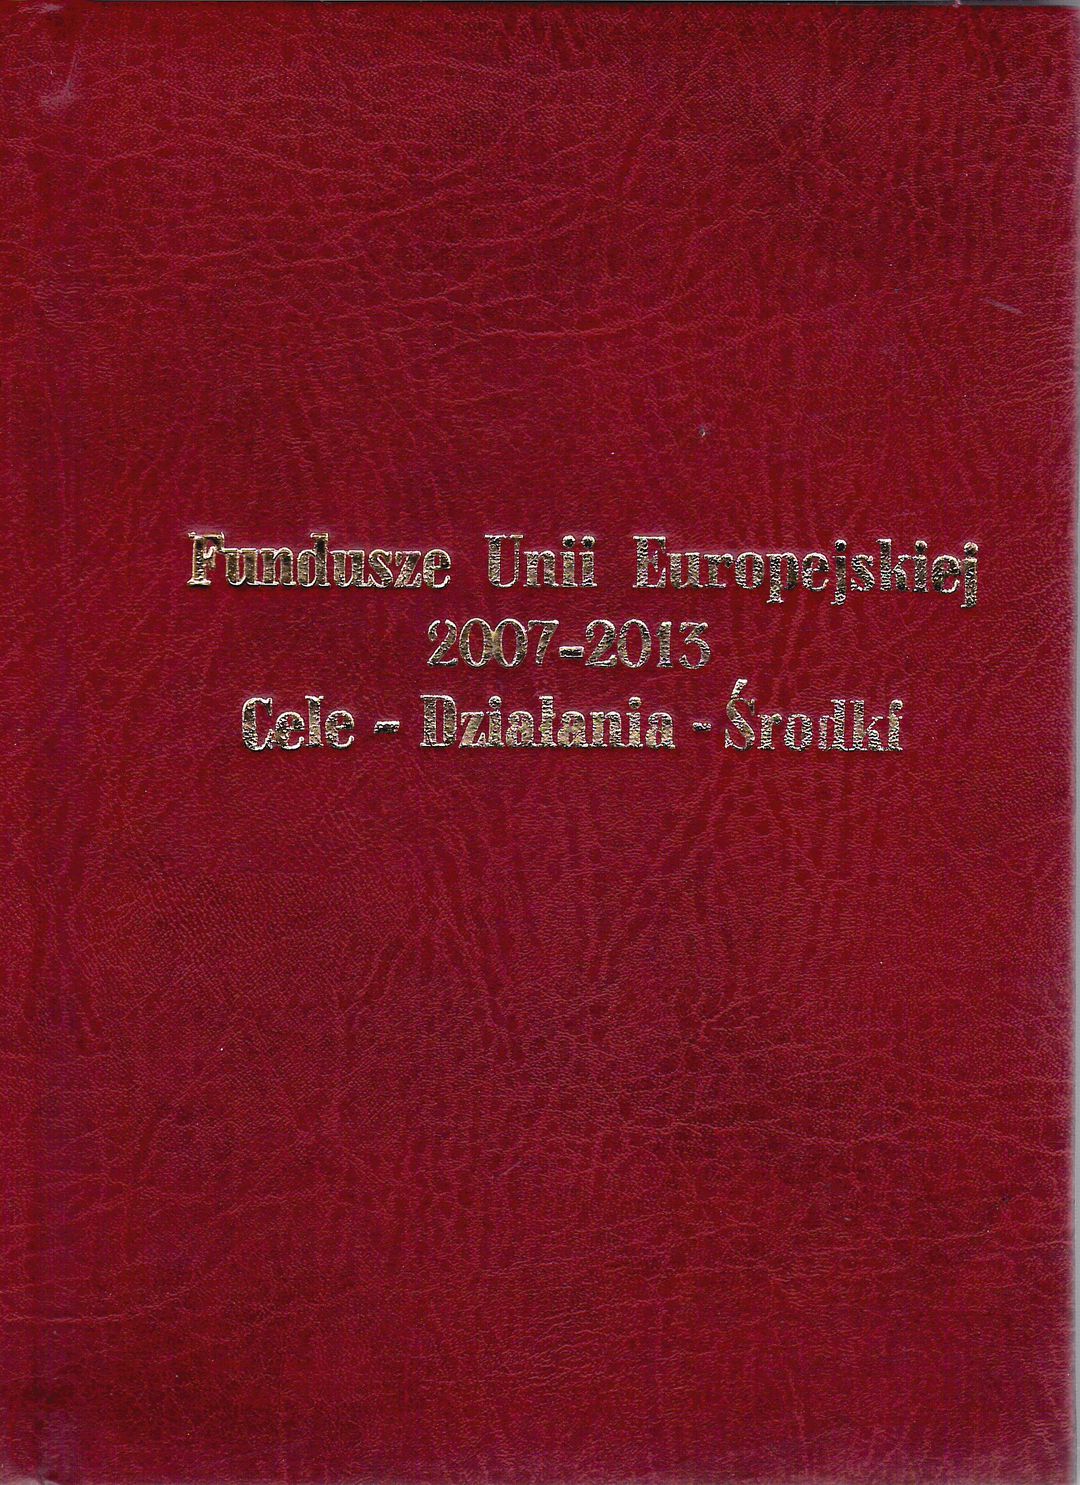 Fundusze Unii Europejskiej
2007-2013
Cele - Działania - Środki